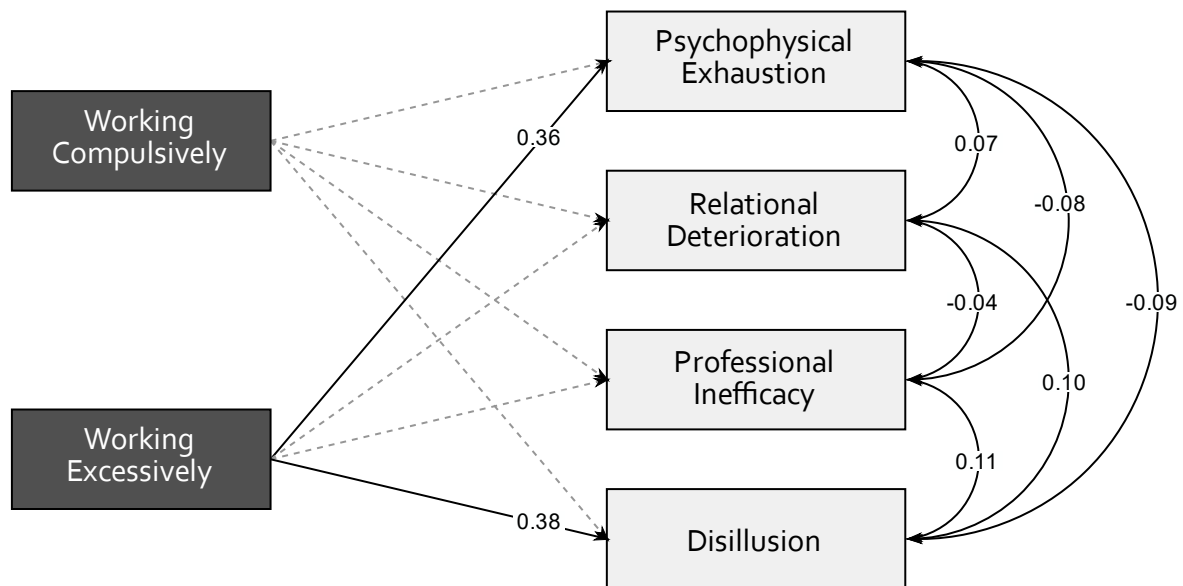 Psychophysical
Exhaustion
Working
Compulsively
0.36
0.07
Relational
Deterioration
-0.08
-0.04
-0.09
Professional
Inefficacy
0.10
Working
Excessively
0.11
0.38
Disillusion